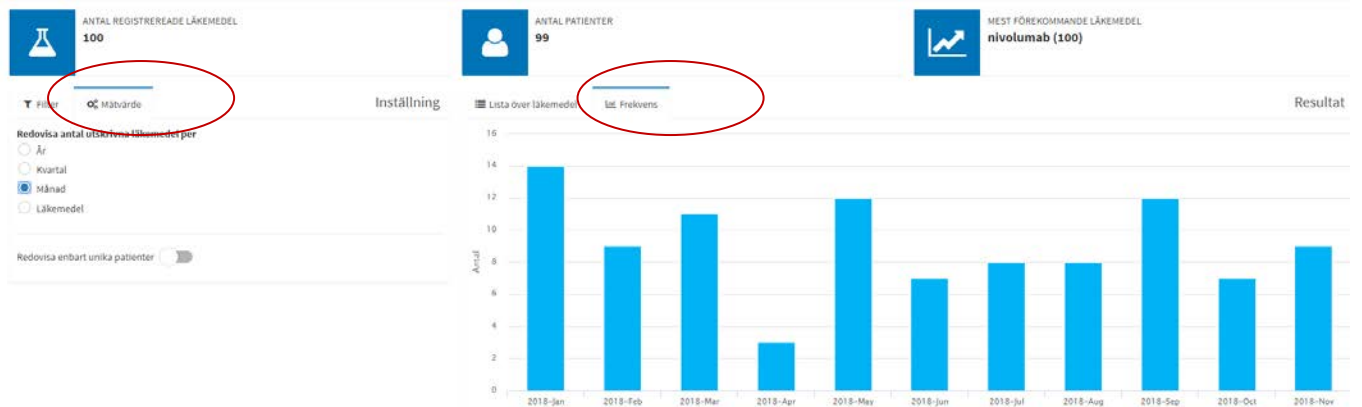 ANTAL REGISTREREADE LÄKEMEDEL
100
ANTAL PATIENTER
99
MEST FÖREKOMMANDE LÄKEMEDEL
nivolumab (100)
Filter
Mätvärde
Inställning
Redovisa antal utskrivna läkemedel per
År
Kvartal
Månad
Läkemedel
Redovisa enbart unika patienter
Lista över läkemedel
Frekvens
Resultat
Antal
16
14
12
10
8
6
4
2
0
2018-Jan 2018-Feb 2018-Mar 2018-Apr 2018-May 2018-Jun 2018-Jul 2018-Aug 2018-Sep 2018-Oct 2018-Nov